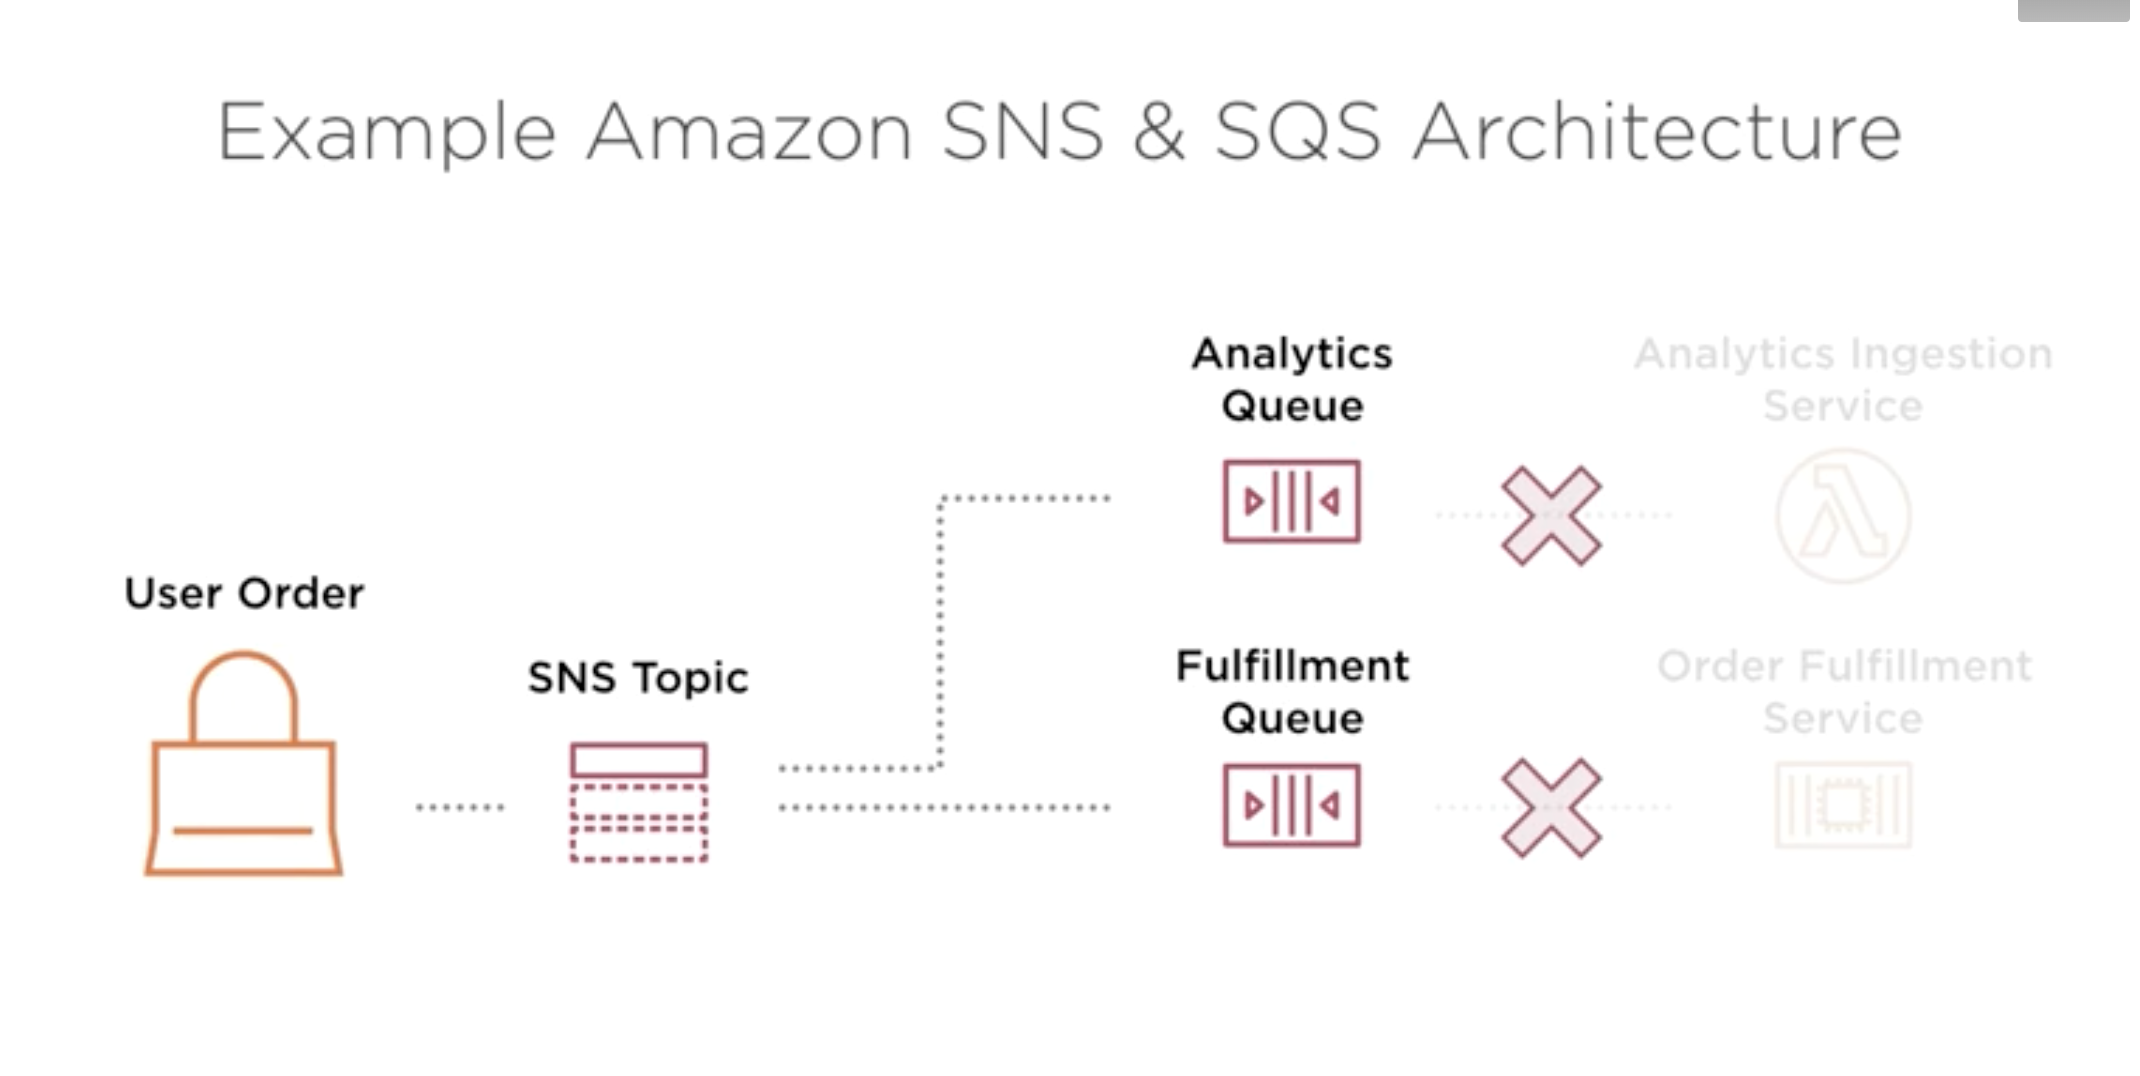 Example Amazon SNS & SQS Architecture
User Order
SNS Topic
Analytics
Queue
Analytics Ingestion
Service
Fulfillment
Queue
Order Fulfillment
Service